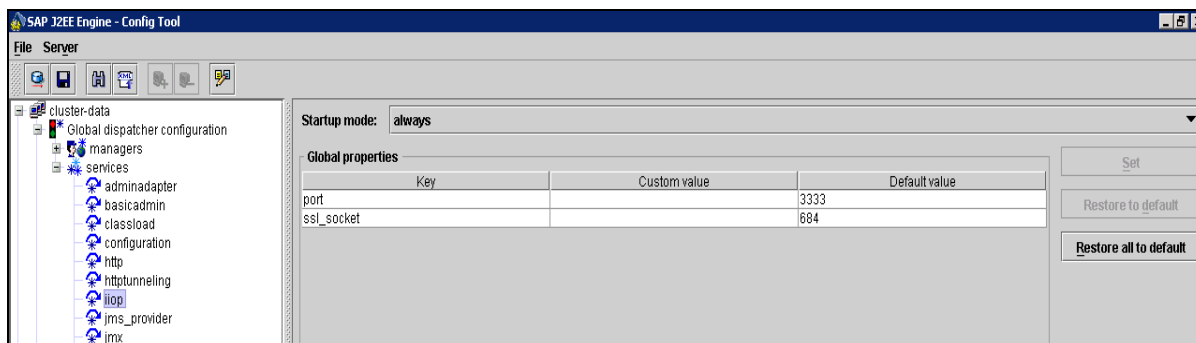 SAP J2EE Engine - Config Tool
File Server
cluster-data
Global dispatcher configuration
managers
services
adminadapter
basicadmin
classload
configuration
http
httptunneling
iiop
jms_provider
jmx
Startup mode: always
Global properties
Key Custom value Default value
port 3333
ssl_socket 684
Set
Restore to default
Restore all to default